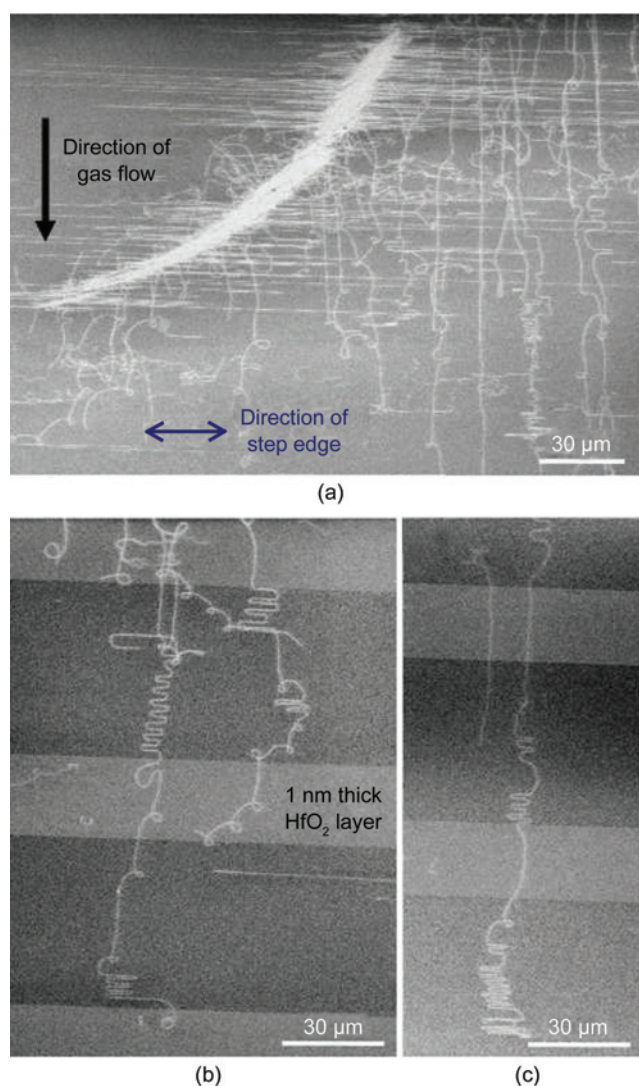 Direction of
gas flow
Direction of
step edge
30 µm
(a)
1 nm thick
HfO₂ layer
30 µm
30 µm
(b)
(c)